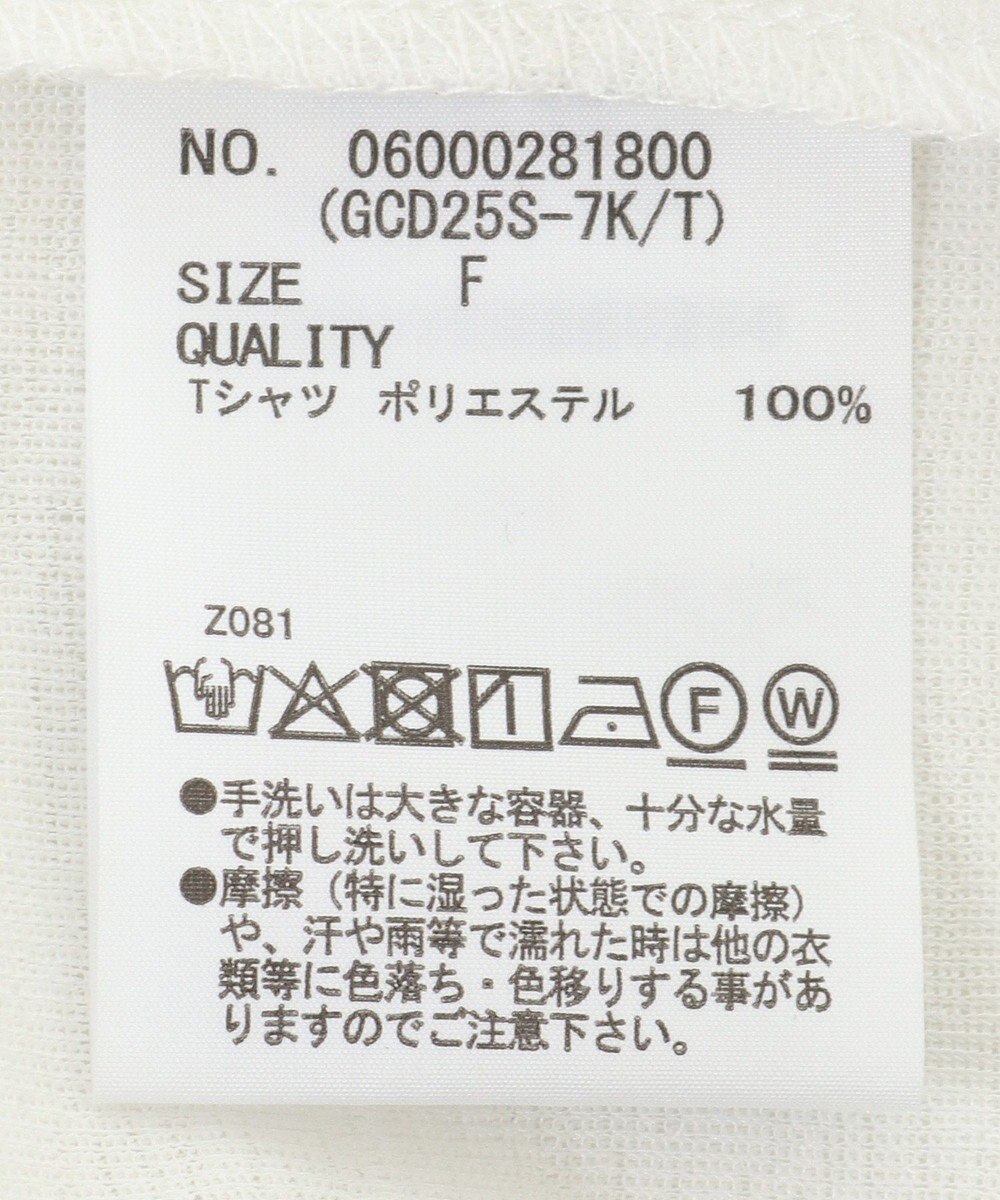 NO. 06000281800
(GCD25S-7K/T)
SIZE F
QUALITY
Tシャツ ポリエステル 100%
Z081
F W
●手洗いは大きな容器、十分な水量
で押し洗いして下さい。
●摩擦（特に湿った状態での摩擦）
や、汗や雨等で濡れた時は他の衣
類等に色落ち・色移りする事があ
りますのでご注意下さい。